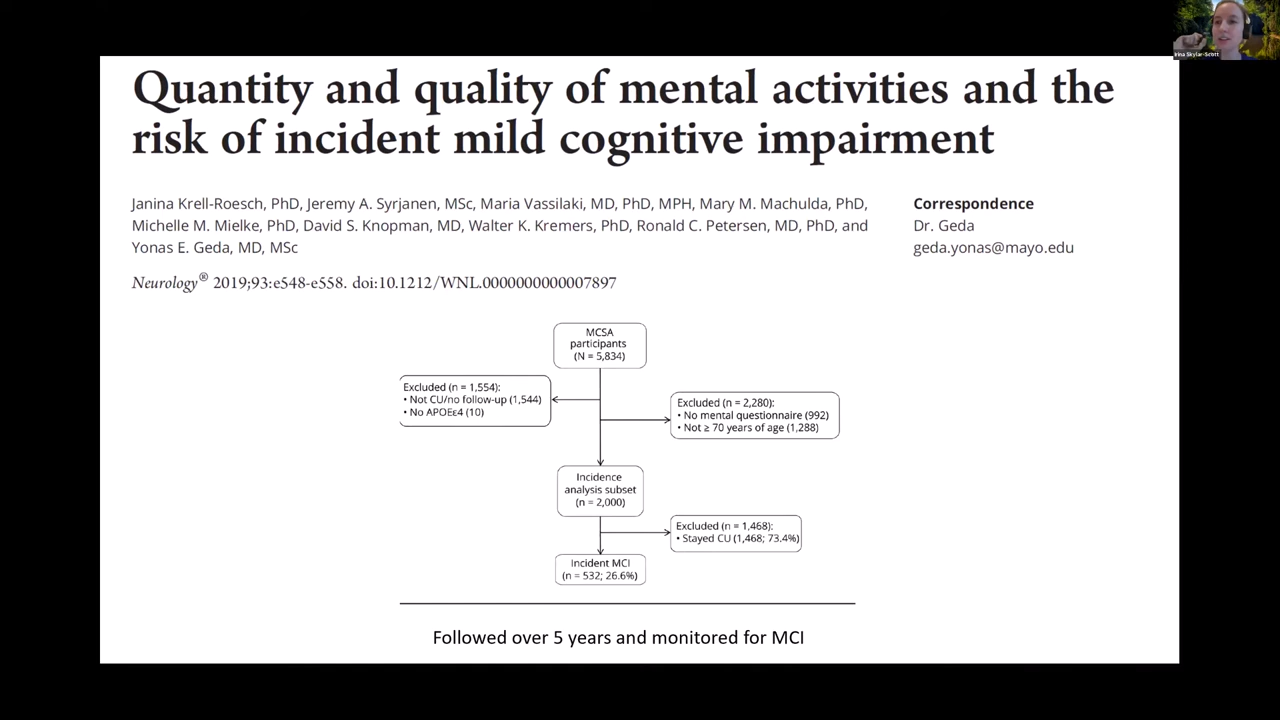 Irina Skylar-Scott
Quantity and quality of mental activities and the
risk of incident mild cognitive impairment
Janina Krell-Roesch, PhD, Jeremy A. Syrjanen, MSc, Maria Vassilaki, MD, PhD, MPH, Mary M. Machulda, PhD,
Michelle M. Mielke, PhD, David S. Knopman, MD, Walter K. Kremers, PhD, Ronald C. Petersen, MD, PhD, and
Yonas E. Geda, MD, MSc
Correspondence
Dr. Geda
geda.yonas@mayo.edu
Neurology® 2019;93:e548-e558. doi:10.1212/WNL.0000000000007897
MCSA
participants
(N = 5,834)
Excluded (n = 1,554):
• Not CU/no follow-up (1,544)
• No APOEε4 (10)
Excluded (n = 2,280):
• No mental questionnaire (992)
• Not ≥ 70 years of age (1,288)
Incidence
analysis subset
(n = 2,000)
Excluded (n = 1,468):
• Stayed CU (1,468; 73.4%)
Incident MCI
(n = 532; 26.6%)
Followed over 5 years and monitored for MCI